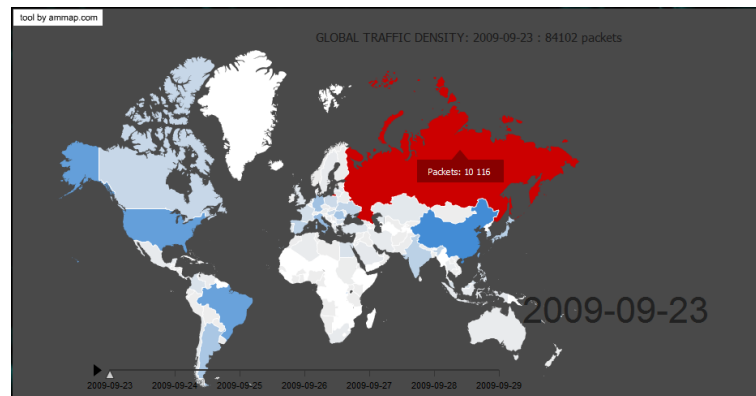 tool by ammap.com
GLOBAL TRAFFIC DENSITY: 2009-09-23 : 84102 packets
Packets: 10 116
2009-09-23
2009-09-23 2009-09-24 2009-09-25 2009-09-26 2009-09-27 2009-09-28 2009-09-29